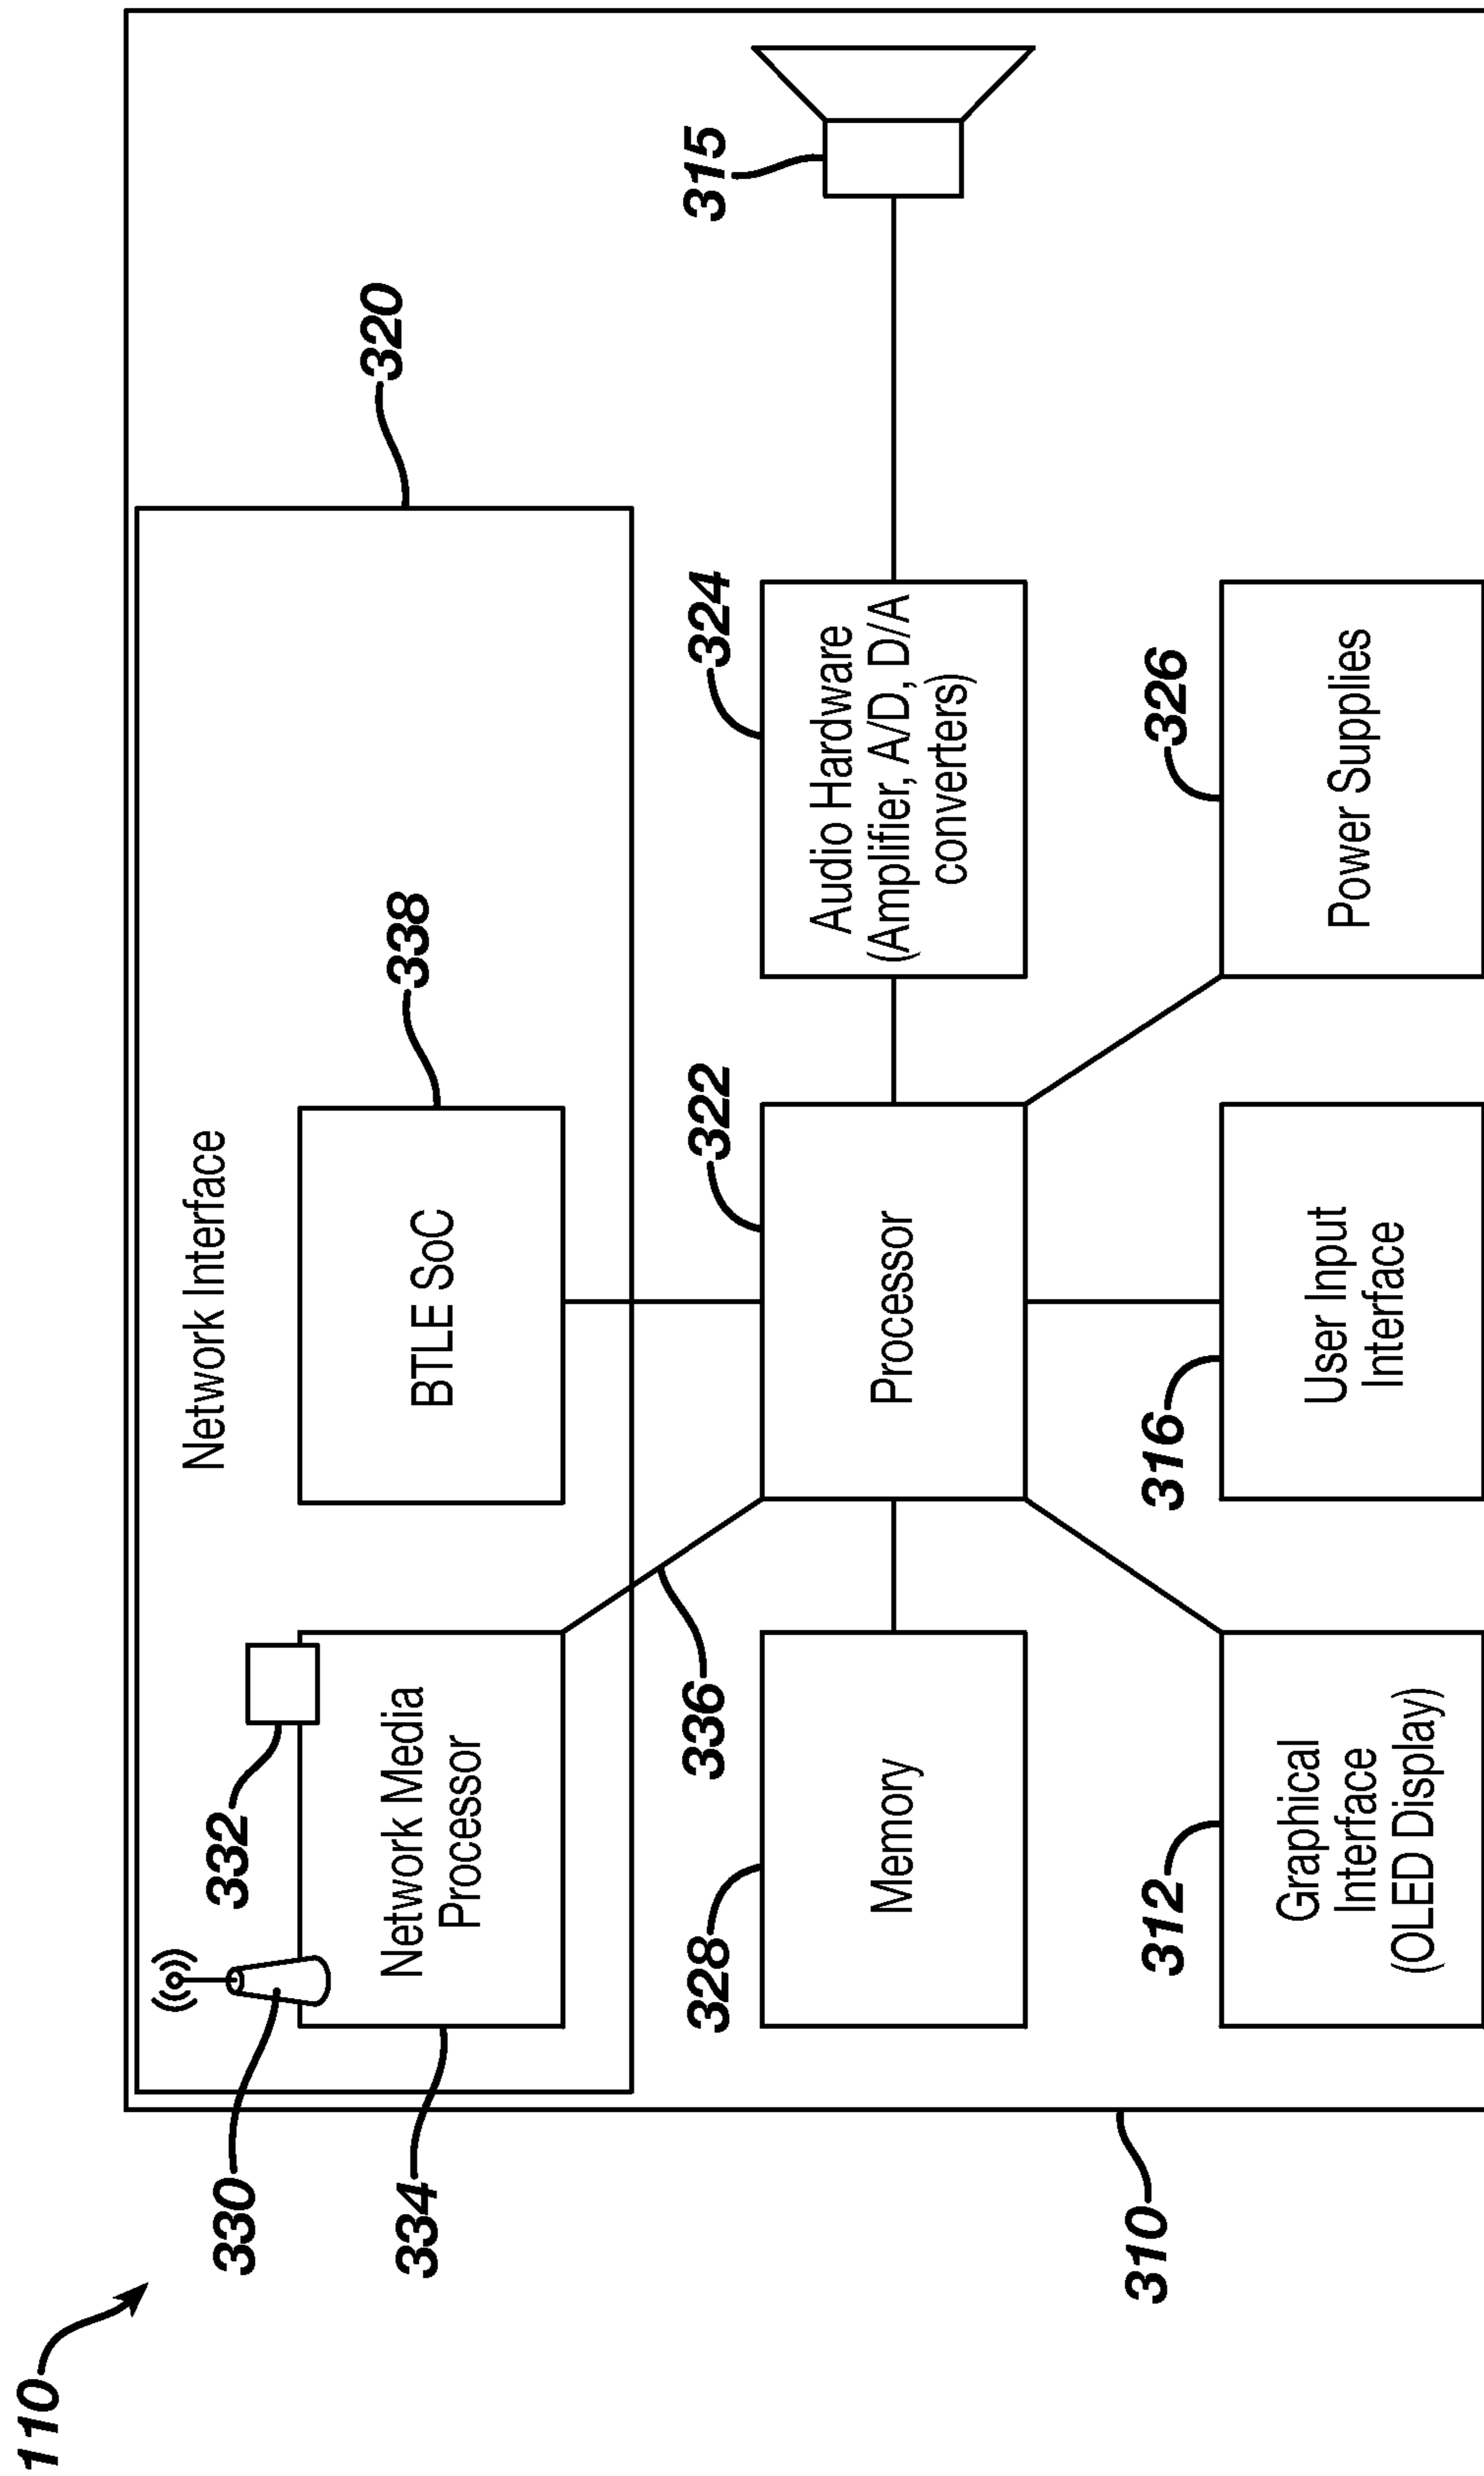 110
330
334
332
Network Media
Processor
Network Interface
BTLE SoC
338
320
336
328
Memory
322
Processor
324
Audio Hardware
(Amplifier, A/D, D/A
converters)
315
310
312
Graphical
Interface
(OLED Display)
316
User Input
Interface
326
Power Supplies